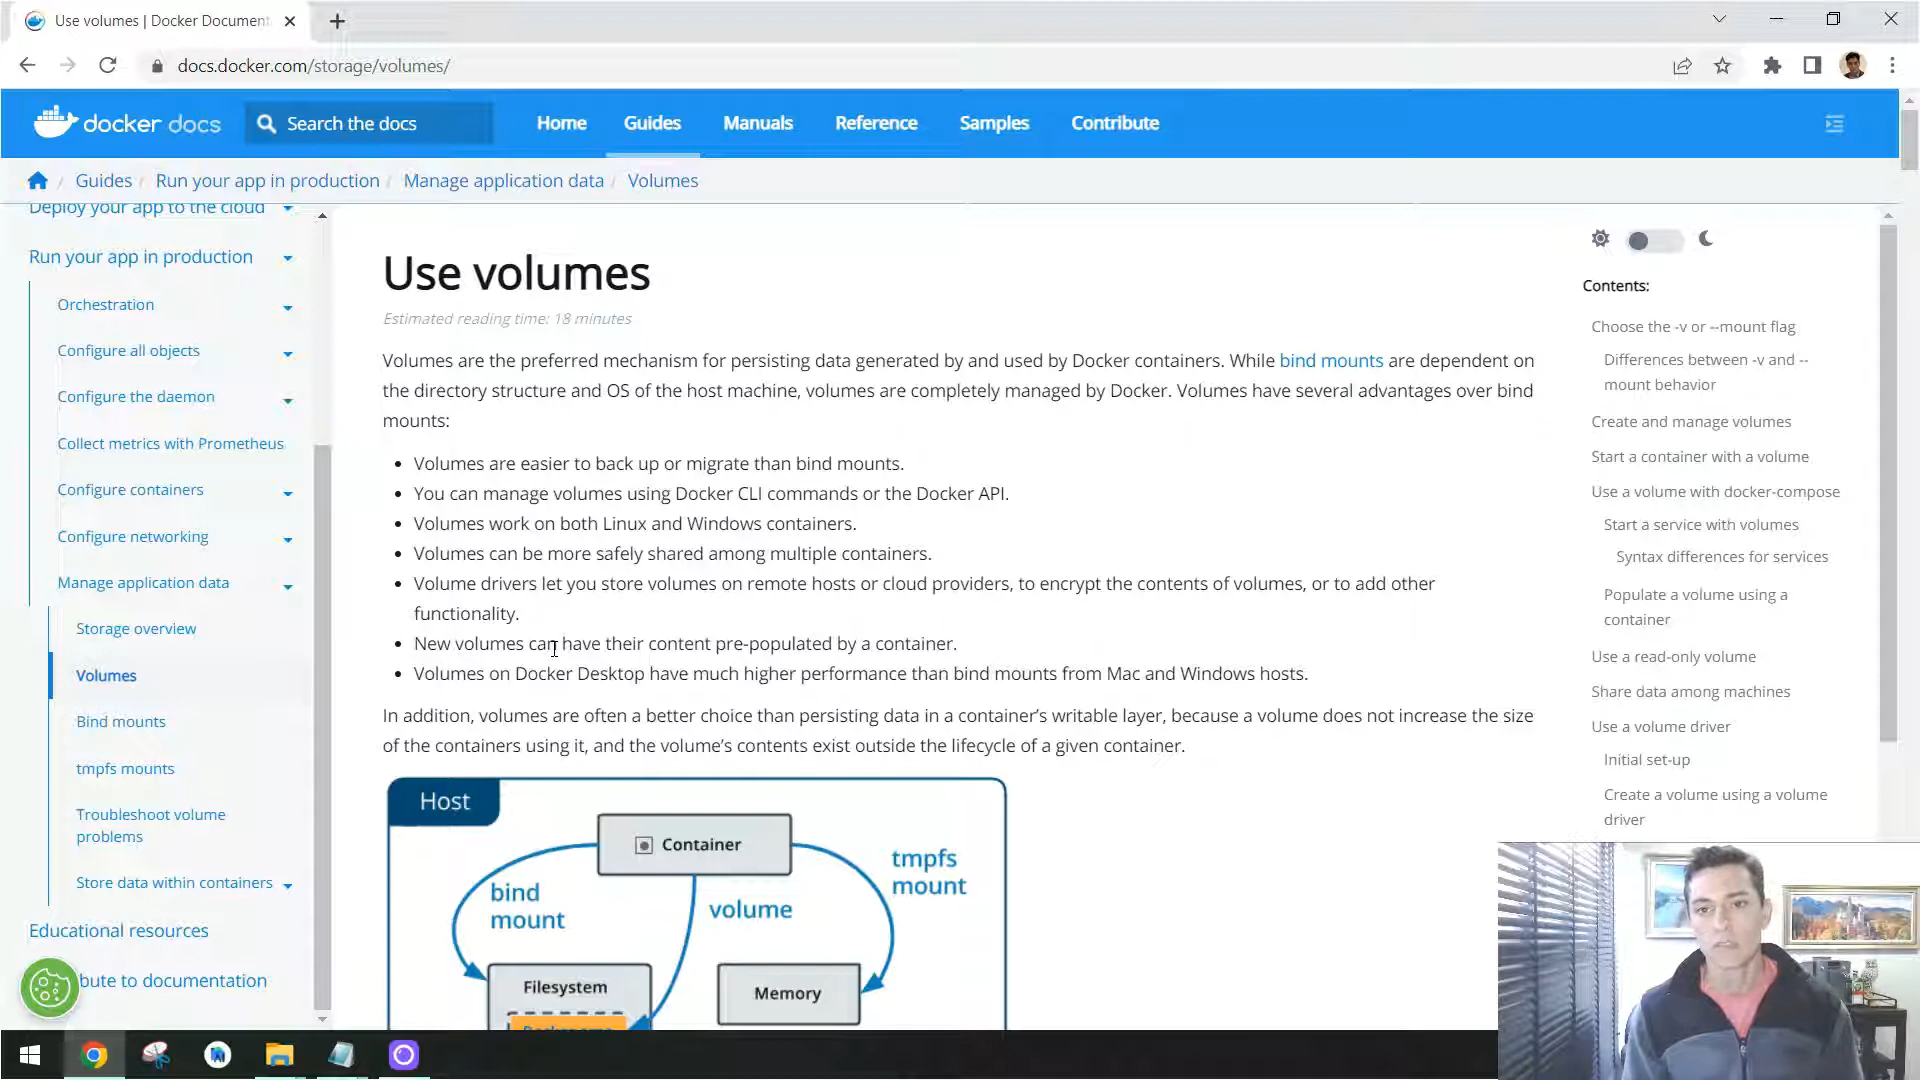 Use volumes | Docker Document
docs.docker.com/storage/volumes/
docker docs
Search the docs
Home
Guides
Manuals
Reference
Samples
Contribute
/ Guides / Run your app in production / Manage application data / Volumes
Deploy your app to the cloud
Run your app in production
Orchestration
Configure all objects
Configure the daemon
Collect metrics with Prometheus
Configure containers
Configure networking
Manage application data
Storage overview
Volumes
Bind mounts
tmpfs mounts
Troubleshoot volume
problems
Store data within containers
Educational resources
bute to documentation
Use volumes
Estimated reading time: 18 minutes
Volumes are the preferred mechanism for persisting data generated by and used by Docker containers. While bind mounts are dependent on
the directory structure and OS of the host machine, volumes are completely managed by Docker. Volumes have several advantages over bind
mounts:
• Volumes are easier to back up or migrate than bind mounts.
• You can manage volumes using Docker CLI commands or the Docker API.
• Volumes work on both Linux and Windows containers.
• Volumes can be more safely shared among multiple containers.
• Volume drivers let you store volumes on remote hosts or cloud providers, to encrypt the contents of volumes, or to add other
functionality.
• New volumes can have their content pre-populated by a container.
• Volumes on Docker Desktop have much higher performance than bind mounts from Mac and Windows hosts.
In addition, volumes are often a better choice than persisting data in a container’s writable layer, because a volume does not increase the size
of the containers using it, and the volume’s contents exist outside the lifecycle of a given container.
Host
Container
bind
mount
volume
tmpfs
mount
Filesystem
Memory
Contents:
Choose the -v or --mount flag
Differences between -v and --
mount behavior
Create and manage volumes
Start a container with a volume
Use a volume with docker-compose
Start a service with volumes
Syntax differences for services
Populate a volume using a
container
Use a read-only volume
Share data among machines
Use a volume driver
Initial set-up
Create a volume using a volume
driver